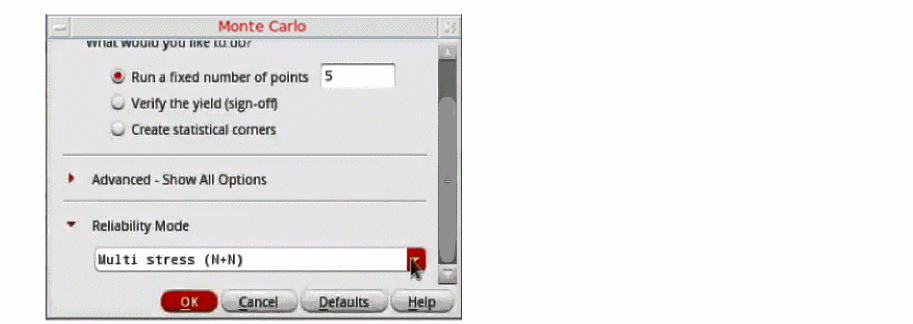 Monte Carlo
What would you like to do?
Run a fixed number of points 5
Verify the yield (sign-off)
Create statistical corners
Advanced - Show All Options
Reliability Mode
Multi stress (N+N)
OK Cancel Defaults Help